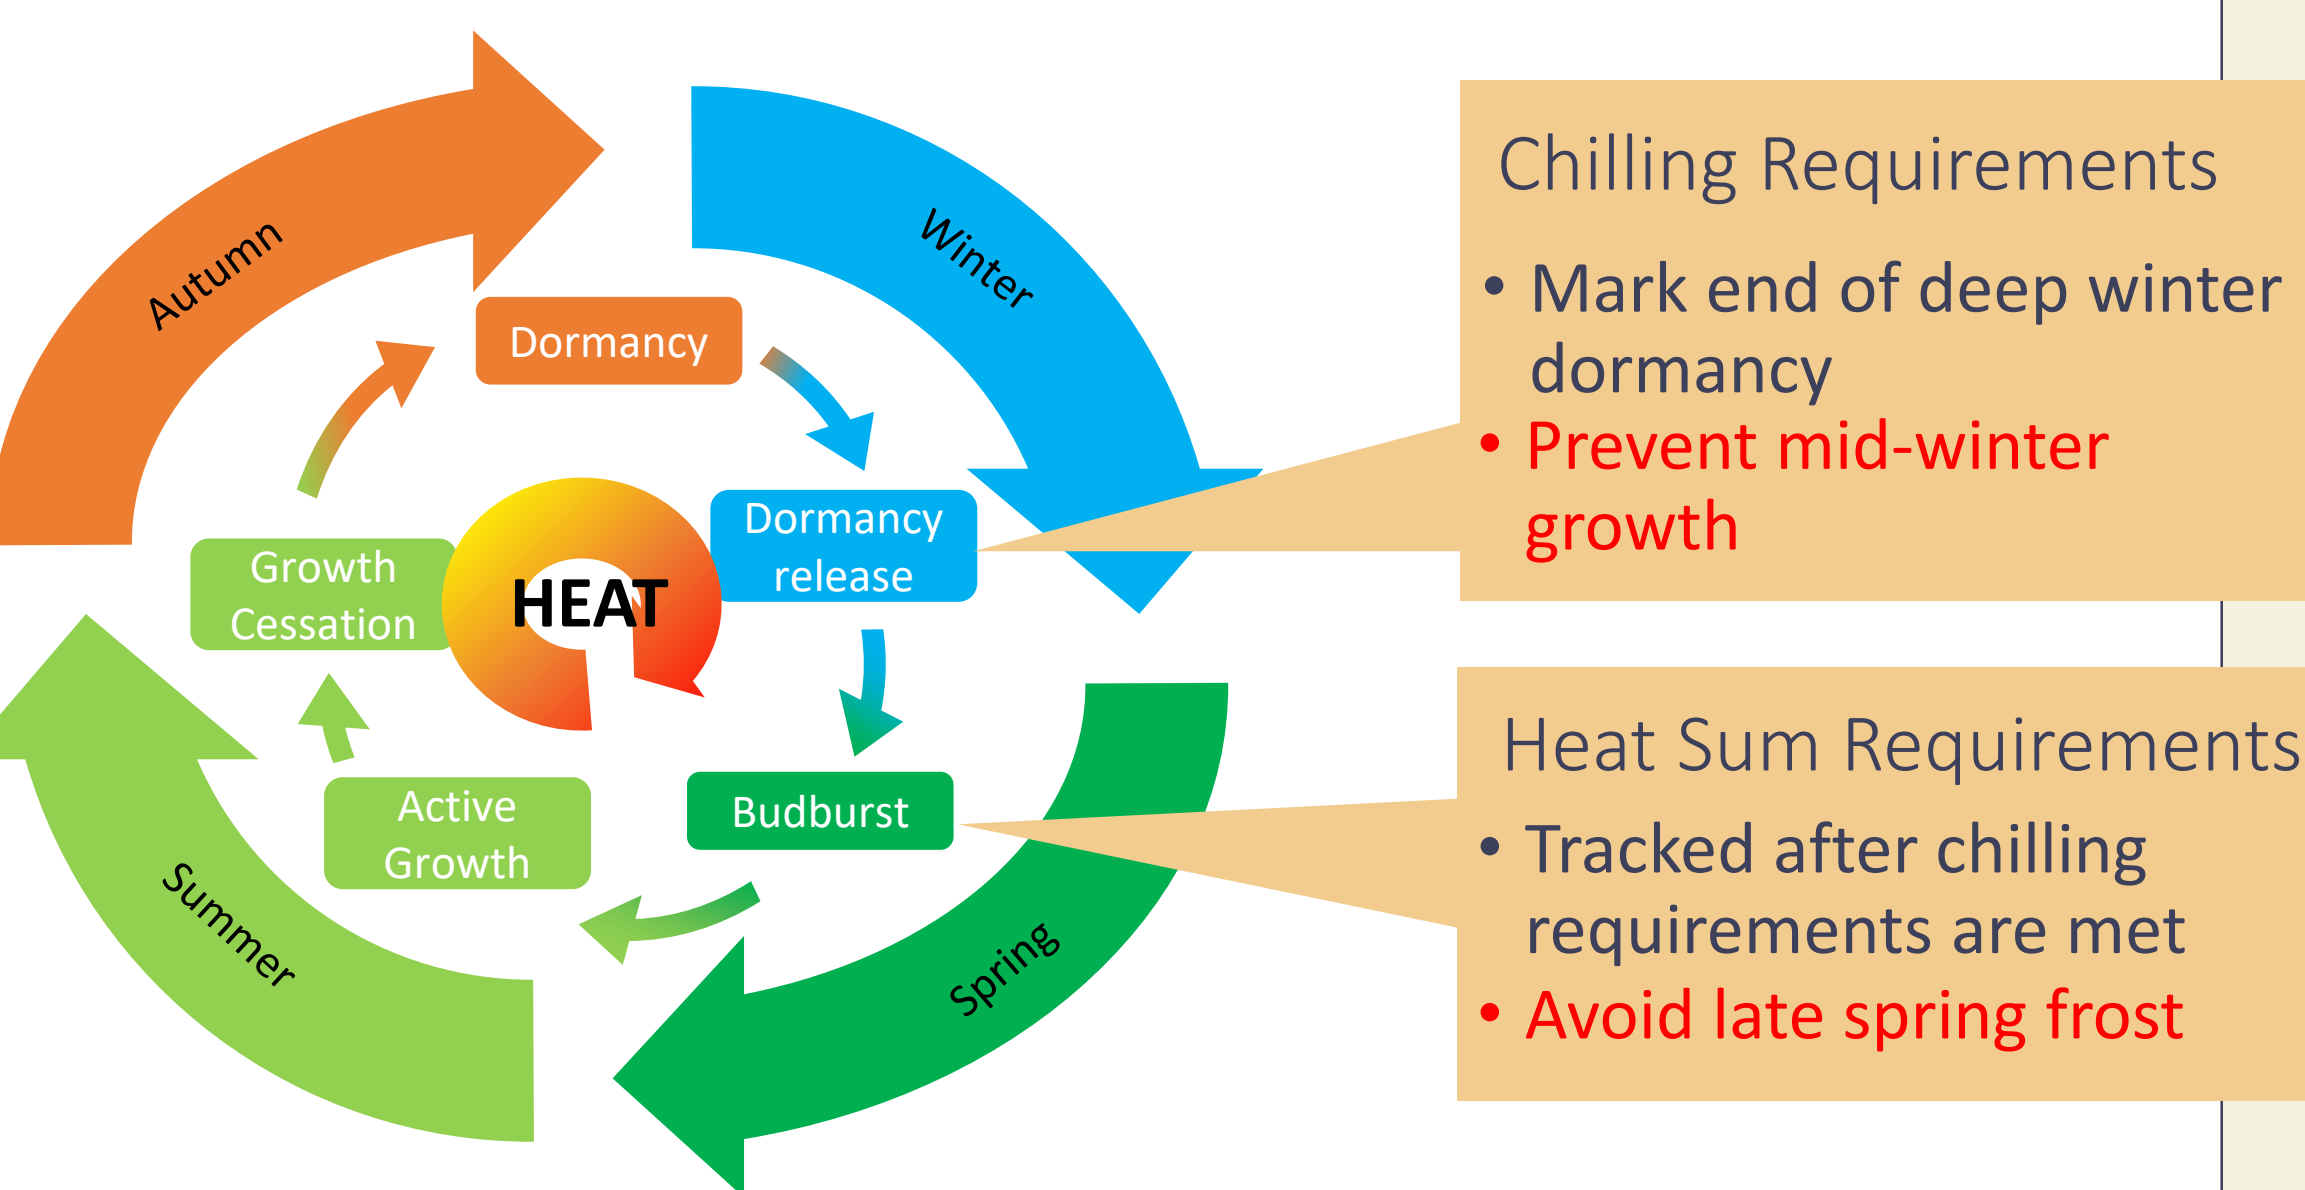 Autumn
Winter
Dormancy
Dormancy
release
Growth
Cessation
HEAT
Active
Growth
Budburst
Summer
Spring
Chilling Requirements
• Mark end of deep winter
dormancy
• Prevent mid-winter
growth
Heat Sum Requirements
• Tracked after chilling
requirements are met
• Avoid late spring frost